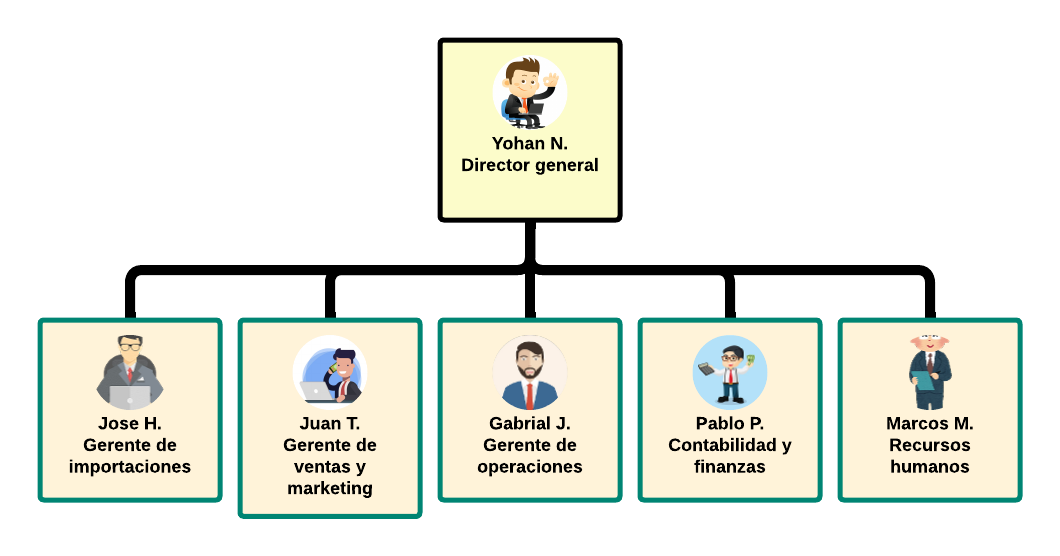 Yohan N.
Director general
Jose H.
Gerente de
importaciones
Juan T.
Gerente de
ventas y
marketing
Gabrial J.
Gerente de
operaciones
Pablo P.
Contabilidad y
finanzas
Marcos M.
Recursos
humanos